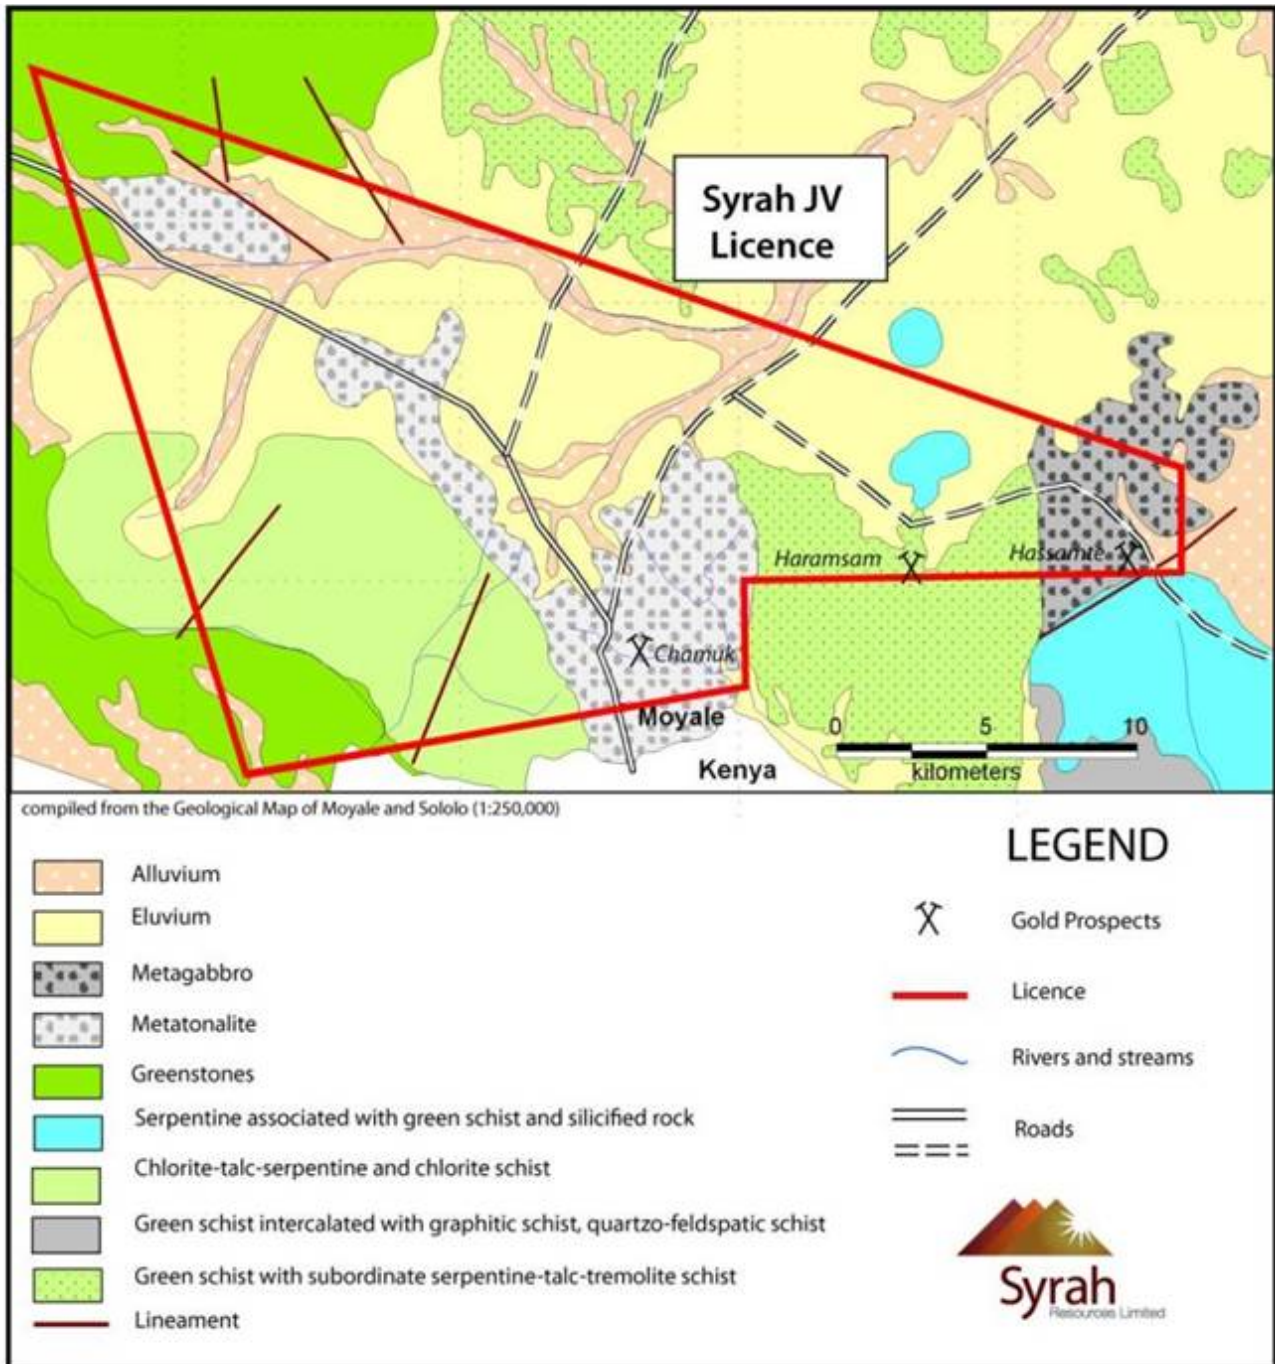 Syrah JV
Licence
Haramsam
Hassamte
Chamuk
Moyale
0 5 10
kilometers
Kenya
compiled from the Geological Map of Moyale and Sololo (1:250,000)
LEGEND
Alluvium
Eluvium
Metagabbro
Metatonalite
Greenstones
Serpentine associated with green schist and silicified rock
Chlorite-talc-serpentine and chlorite schist
Green schist intercalated with graphitic schist, quartzo-feldspatic schist
Green schist with subordinate serpentine-talc-tremolite schist
Lineament
Gold Prospects
Licence
Rivers and streams
Roads
Syrah
Resources Limited